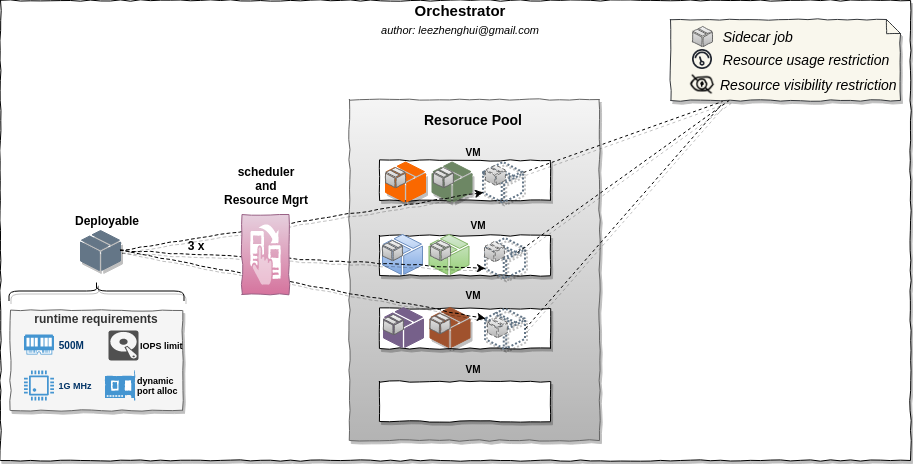 Orchestrator
author: leezhenghui@gmail.com
Sidecar job
Resource usage restriction
Resource visibility restriction
Resoruce Pool
VM
scheduler
and
Resource Mgrt
Deployable
3 x
VM
VM
VM
runtime requirements
500M
IOPS limit
1G MHz
dynamic
port alloc